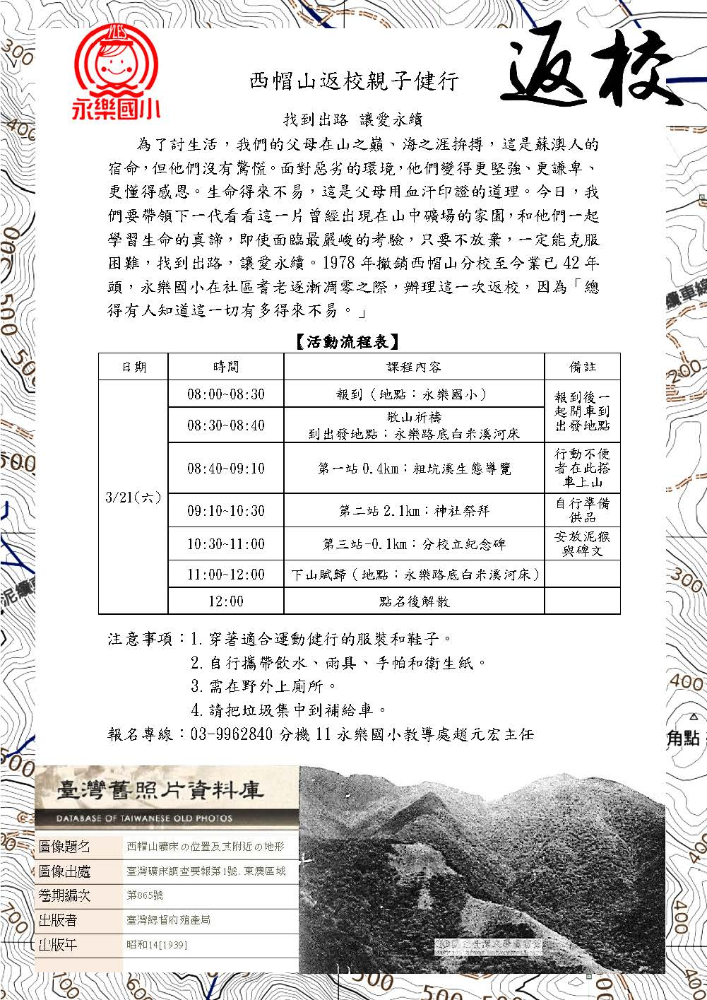 YLES
永樂國小
返校
西帽山返校親子健行
找到出路 讓愛永續
為了討生活，我們的父母在山之巔、海之涯拚搏，這是蘇澳人的
宿命，但他們沒有驚慌。面對惡劣的環境，他們變得更堅強、更謙卑、
更懂得感恩。生命得來不易，這是父母用血汗印證的道理。今日，我
們要帶領下一代看看這一片曾經出現在山中礦場的家園，和他們一起
學習生命的真諦，即使面臨最嚴峻的考驗，只要不放棄，一定能克服
困難，找到出路，讓愛永續。1978 年撤銷西帽山分校至今業已 42 年
頭，永樂國小在社區耆老逐漸凋零之際，辦理這一次返校，因為「總
得有人知道這一切有多得來不易。」
【活動流程表】
日期 時間 課程內容 備註
3/21(六)
08:00~08:30 報到（地點：永樂國小）
報到後一
起開車到
出發地點
08:30~08:40
敬山祈禱
到出發地點：永樂路底白米溪河床
08:40~09:10 第一站 0.4km：粗坑溪生態導覽
行動不便
者在此搭
車上山
09:10~10:30 第二站 2.1km：神社祭拜
自行準備
供品
10:30~11:00 第三站-0.1km：分校立紀念碑
安放泥猴
與碑文
11:00~12:00 下山賦歸（地點：永樂路底白米溪河床）
12:00 點名後解散
注意事項：1. 穿著適合運動健行的服裝和鞋子。
2. 自行攜帶飲水、雨具、手帕和衛生紙。
3. 需在野外上廁所。
4. 請把垃圾集中到補給車。
報名專線：03-9962840 分機 11 永樂國小教導處趙元宏主任
臺灣舊照片資料庫
DATABASE OF TAIWANESE OLD PHOTOS
圖像題名 西帽山礦床の位置及其附近の地形
圖像出處 臺灣礦床調查要報第1號. 東澳區域
卷期編次 第865號
出版者 臺灣總督府殖產局
出版年 昭和14[1939]
300
400
500
500
200
300
400
角點
700
400
400
600
500
500